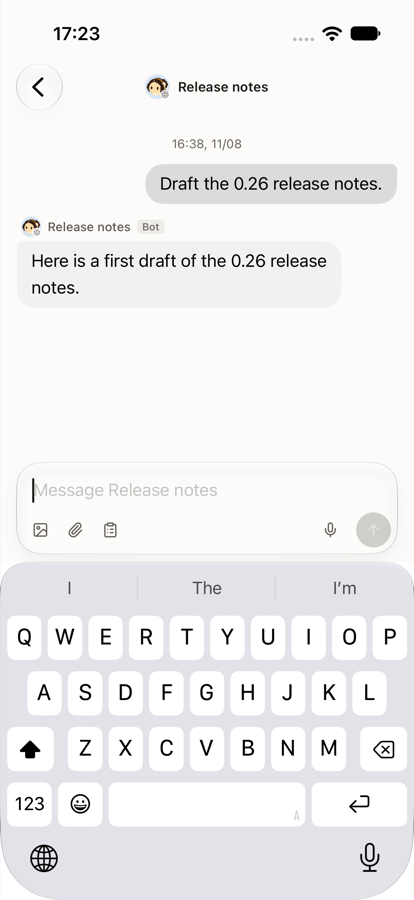 17:23
Release notes
16:38, 11/08
Draft the 0.26 release notes.
Release notes Bot
Here is a first draft of the 0.26 release
notes.
Message Release notes
I The I'm
Q W E R T Y U I O P
A S D F G H J K L
Z X C V B N M
123
A